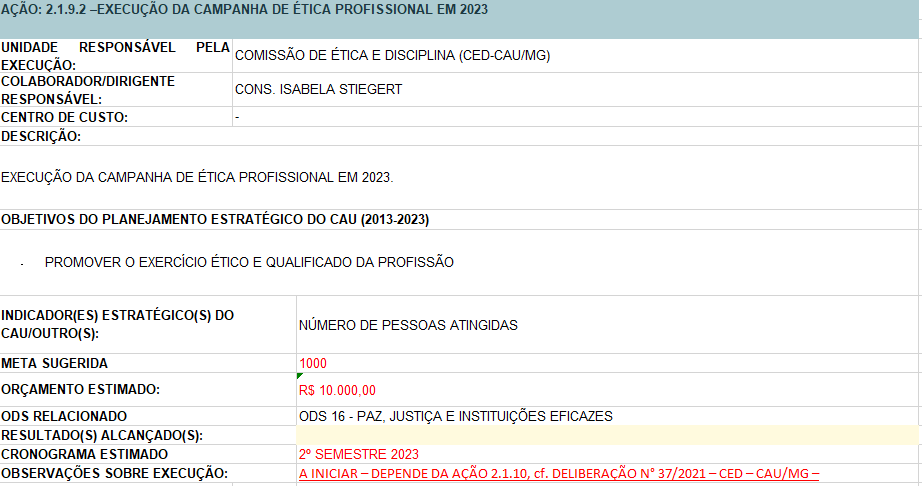 AÇÃO: 2.1.9.2 –EXECUÇÃO DA CAMPANHA DE ÉTICA PROFISSIONAL EM 2023
UNIDADE RESPONSÁVEL PELA
EXECUÇÃO:
COMISSÃO DE ÉTICA E DISCIPLINA (CED-CAU/MG)
COLABORADOR/DIRIGENTE
RESPONSÁVEL:
CONS. ISABELA STIEGERT
CENTRO DE CUSTO:
-
DESCRIÇÃO:
EXECUÇÃO DA CAMPANHA DE ÉTICA PROFISSIONAL EM 2023.
OBJETIVOS DO PLANEJAMENTO ESTRATÉGICO DO CAU (2013-2023)
- PROMOVER O EXERCÍCIO ÉTICO E QUALIFICADO DA PROFISSÃO
INDICADOR(ES) ESTRATÉGICO(S) DO
CAU/OUTRO(S):
NÚMERO DE PESSOAS ATINGIDAS
META SUGERIDA
1000
ORÇAMENTO ESTIMADO:
R$ 10.000,00
ODS RELACIONADO
ODS 16 - PAZ, JUSTIÇA E INSTITUIÇÕES EFICAZES
RESULTADO(S) ALCANÇADO(S):
CRONOGRAMA ESTIMADO
2º SEMESTRE 2023
OBSERVAÇÕES SOBRE EXECUÇÃO:
A INICIAR – DEPENDE DA AÇÃO 2.1.10, cf. DELIBERAÇÃO N° 37/2021 – CED – CAU/MG –